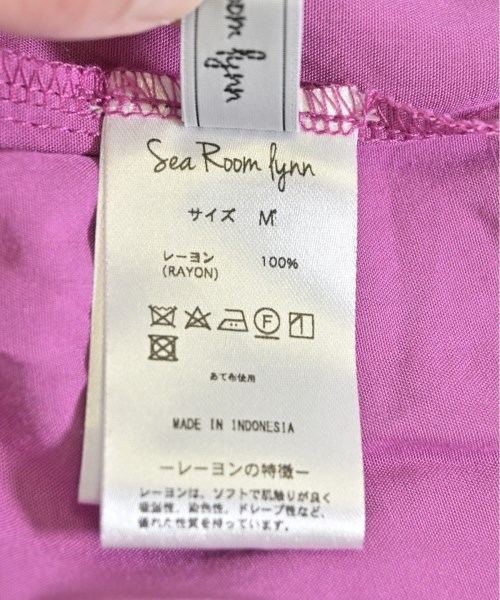 room lynn
Sea Room lynn
サイズ M
レーヨン 100%
(RAYON)
F
あて布使用
MADE IN INDONESIA
―レーヨンの特徴―
レーヨンは、ソフトで肌触りが良く
吸湿性、染色性、ドレープ性など、
優れた性質を持っています。